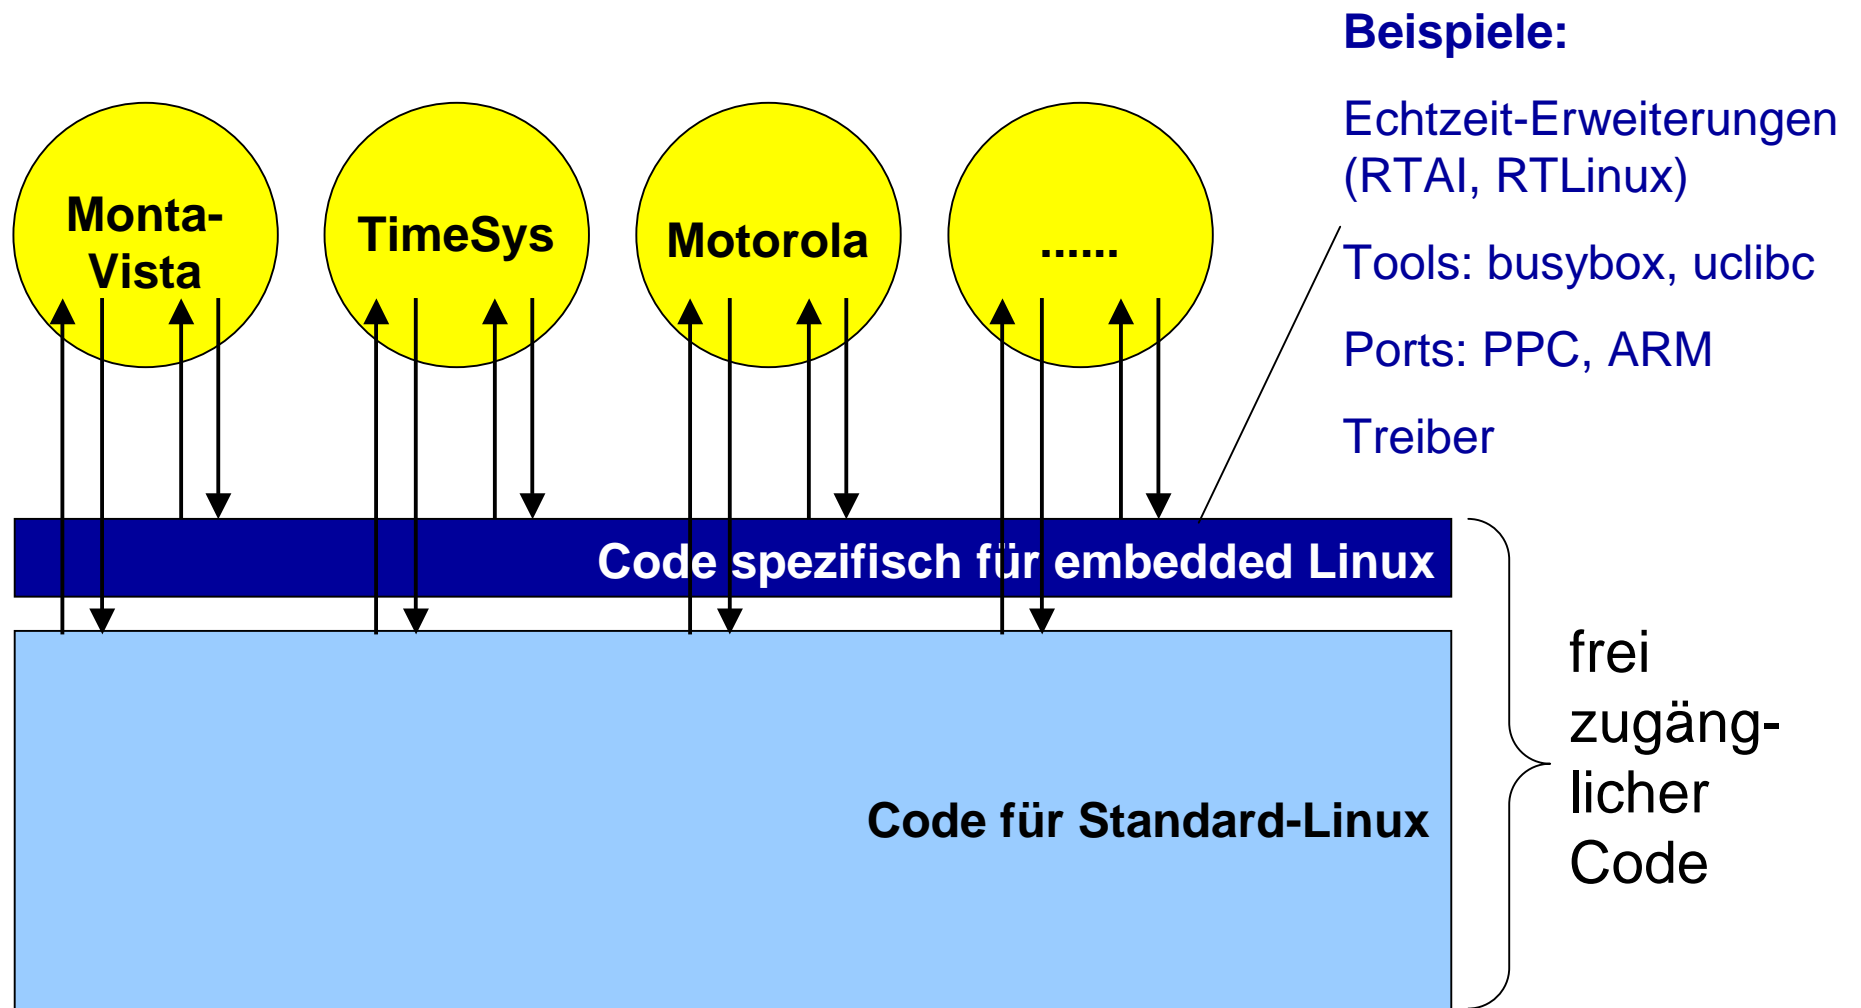 Beispiele:
Echtzeit-Erweiterungen
(RTAI, RTLinux)
Tools: busybox, uclibc
Ports: PPC, ARM
Treiber
Monta-
Vista
TimeSys
Motorola
......
Code spezifisch für embedded Linux
Code für Standard-Linux
frei
zugäng-
licher
Code